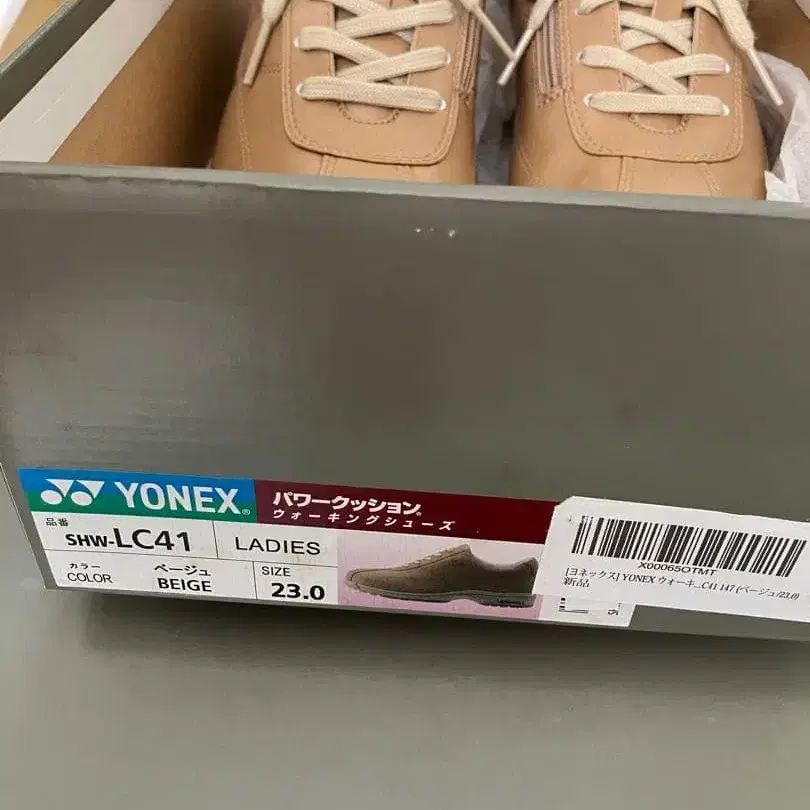 YONEX®
パワークッション®
ウォーキングシューズ
品番
SHW-LC41
LADIES
カラー
COLOR
ベージュ
BEIGE
SIZE
23.0
X00065OTMT
[ヨネックス] YONEX ウォーキ...C41 147 (ベージュ/23.0)
新品